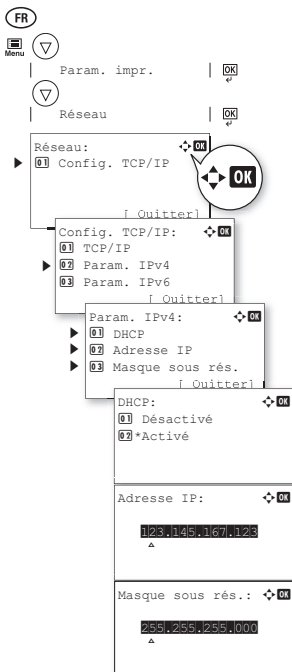 FR
Menu
Param. impr. OK
Réseau OK
Réseau: OK
01 Config. TCP/IP
OK
[ Quitter]
Config. TCP/IP: OK
01 TCP/IP
02 Param. IPv4
03 Param. IPv6
[ Quitter]
Param. IPv4: OK
01 DHCP
02 Adresse IP
03 Masque sous rés.
[ Quitter]
DHCP: OK
01 Désactivé
02 *Activé
Adresse IP: OK
123.145.167.123
Masque sous rés.: OK
255.255.255.000